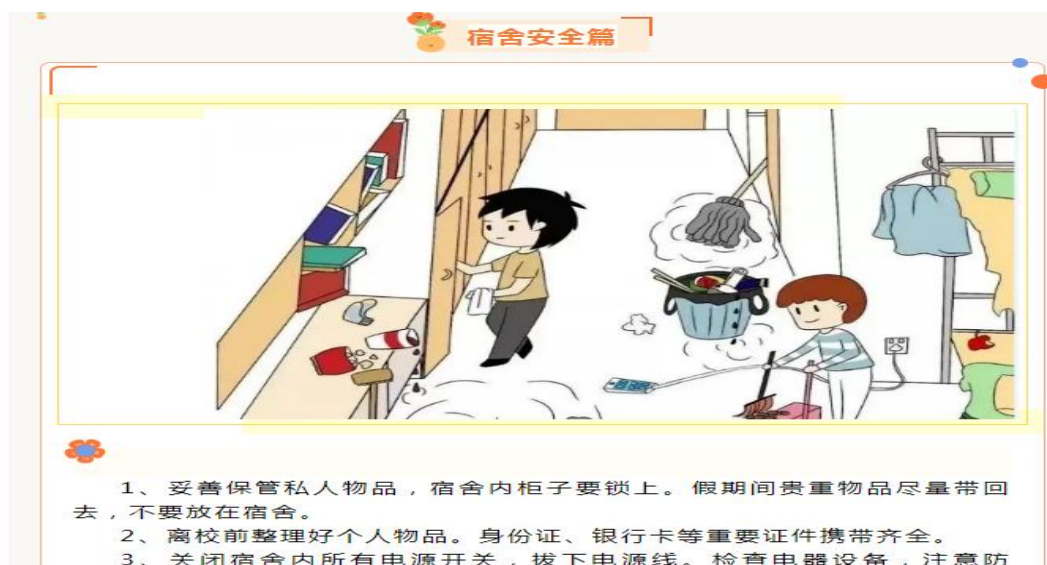 宿舍安全篇
1、妥善保管私人物品，宿舍内柜子要锁上。假期间贵重物品尽量带回
去，不要放在宿舍。
2、离校前整理好个人物品。身份证、银行卡等重要证件携带齐全。
3、关闭宿舍内所有电源开关，拔下电源线。检查电器设备，注意防